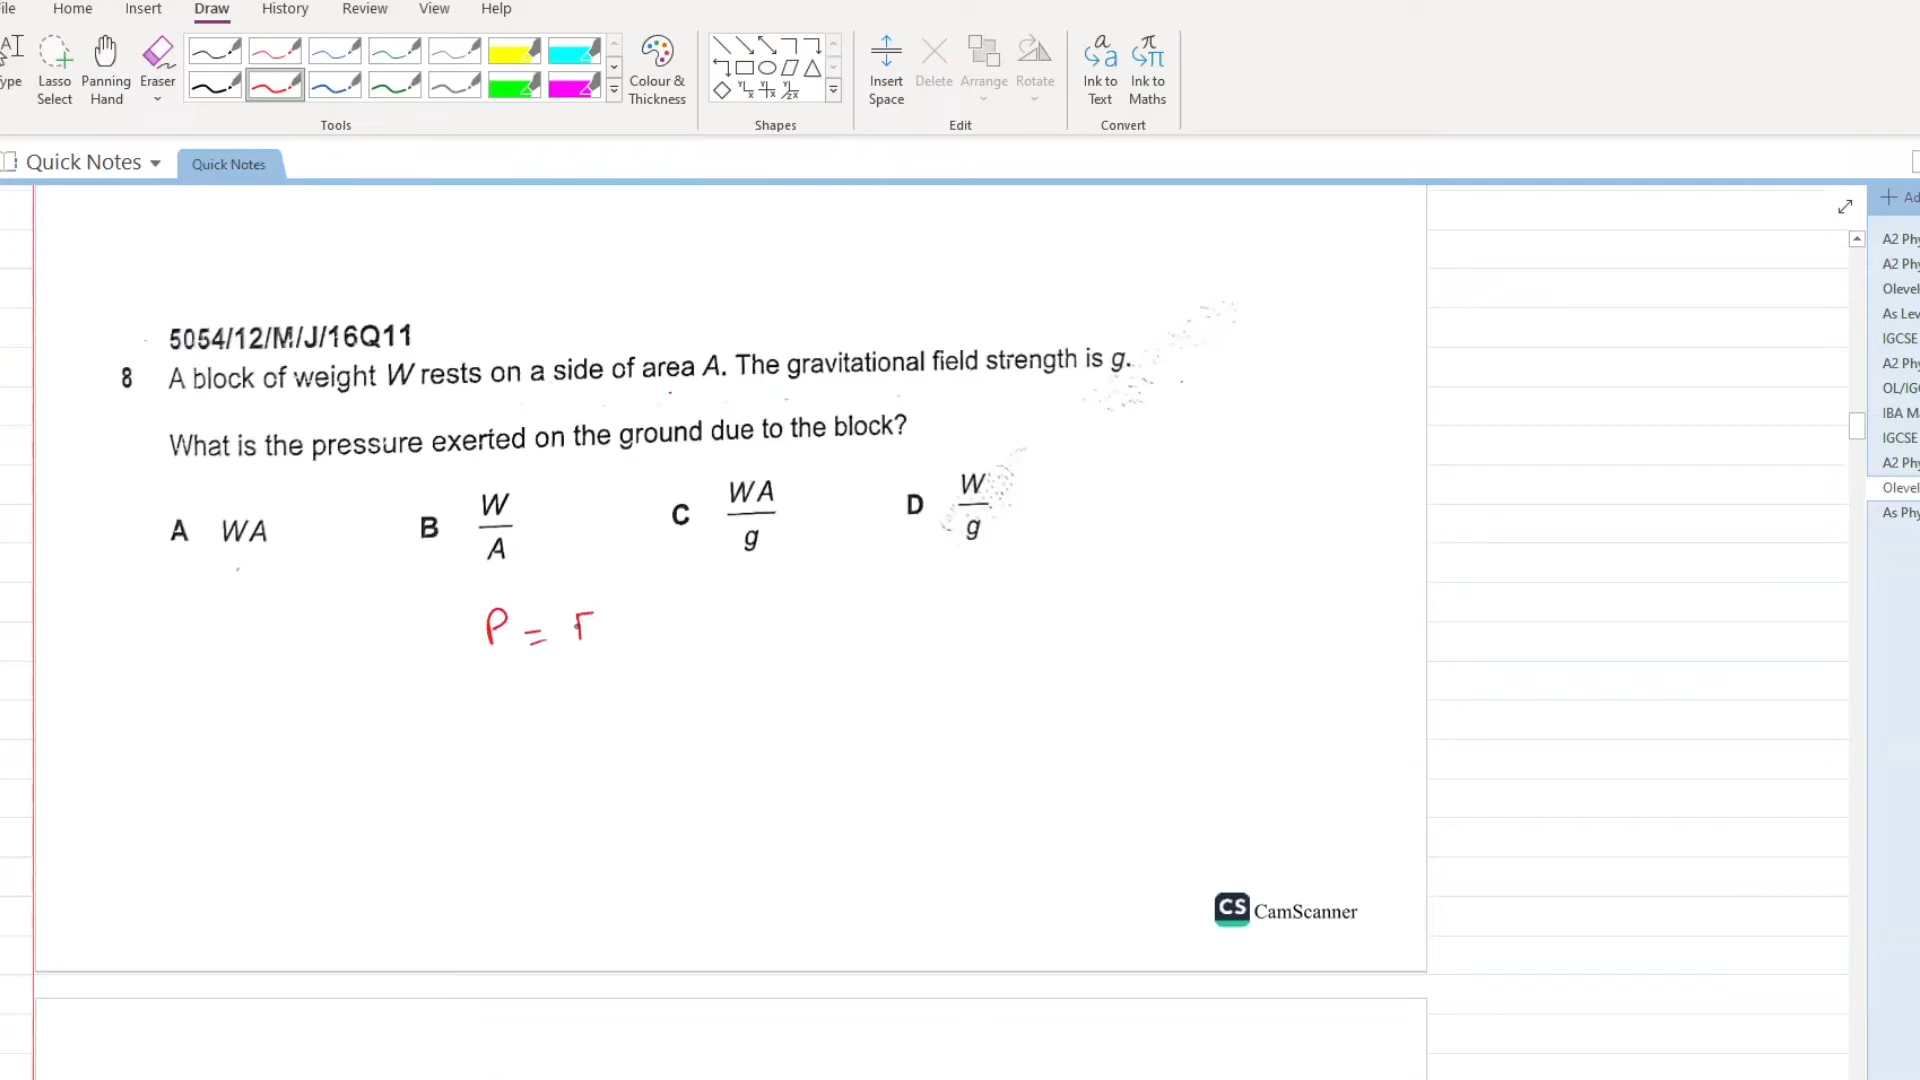 Home Insert Draw History Review View Help
Lasso Select
Panning Hand
Eraser
Colour & Thickness
Insert Space
Delete
Arrange
Rotate
Ink to Text
Ink to Maths
Tools
Shapes
Edit
Convert
Quick Notes
Quick Notes
5054/12/M/J/16Q11
8 A block of weight W rests on a side of area A. The gravitational field strength is g.
What is the pressure exerted on the ground due to the block?
A WA
B W/A
C WA/g
D W/g
P =
CS CamScanner
A2 Phy
A2 Phy
Olevel
As Lev
IGCSE
A2 Phy
OL/IG
IBA M
IGCSE
A2 Phy
Olevel
As Phy